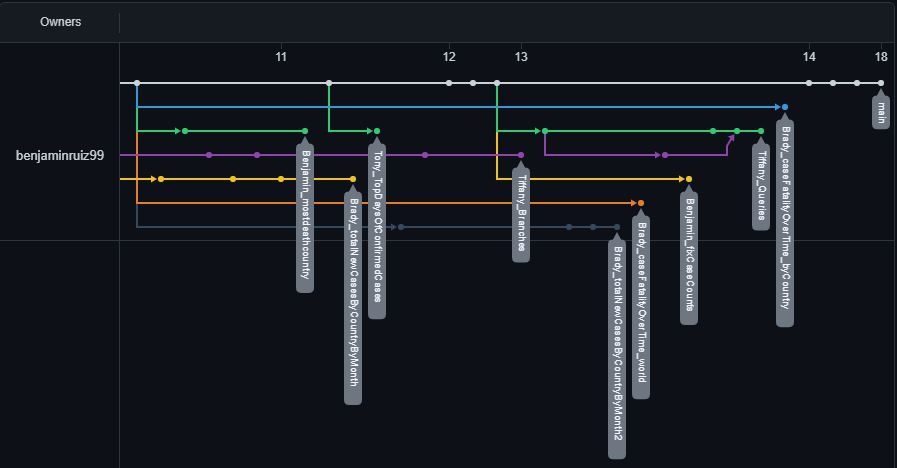 Owners
11 12 13 14 18
benjaminruiz99
main
Benjamin_mostdeathcountry
Brady_totalNewCasesByCountryByMonth
Tony_TopDaysOfConfirmedCases
Tiffany_Branches
Brady_totalNewCasesByCountryByMonth2
Brady_caseFatalityOverTime_world
Benjamin_fixCaseCounts
Tiffany_Queries
Brady_caseFatalityOverTime_byCountry